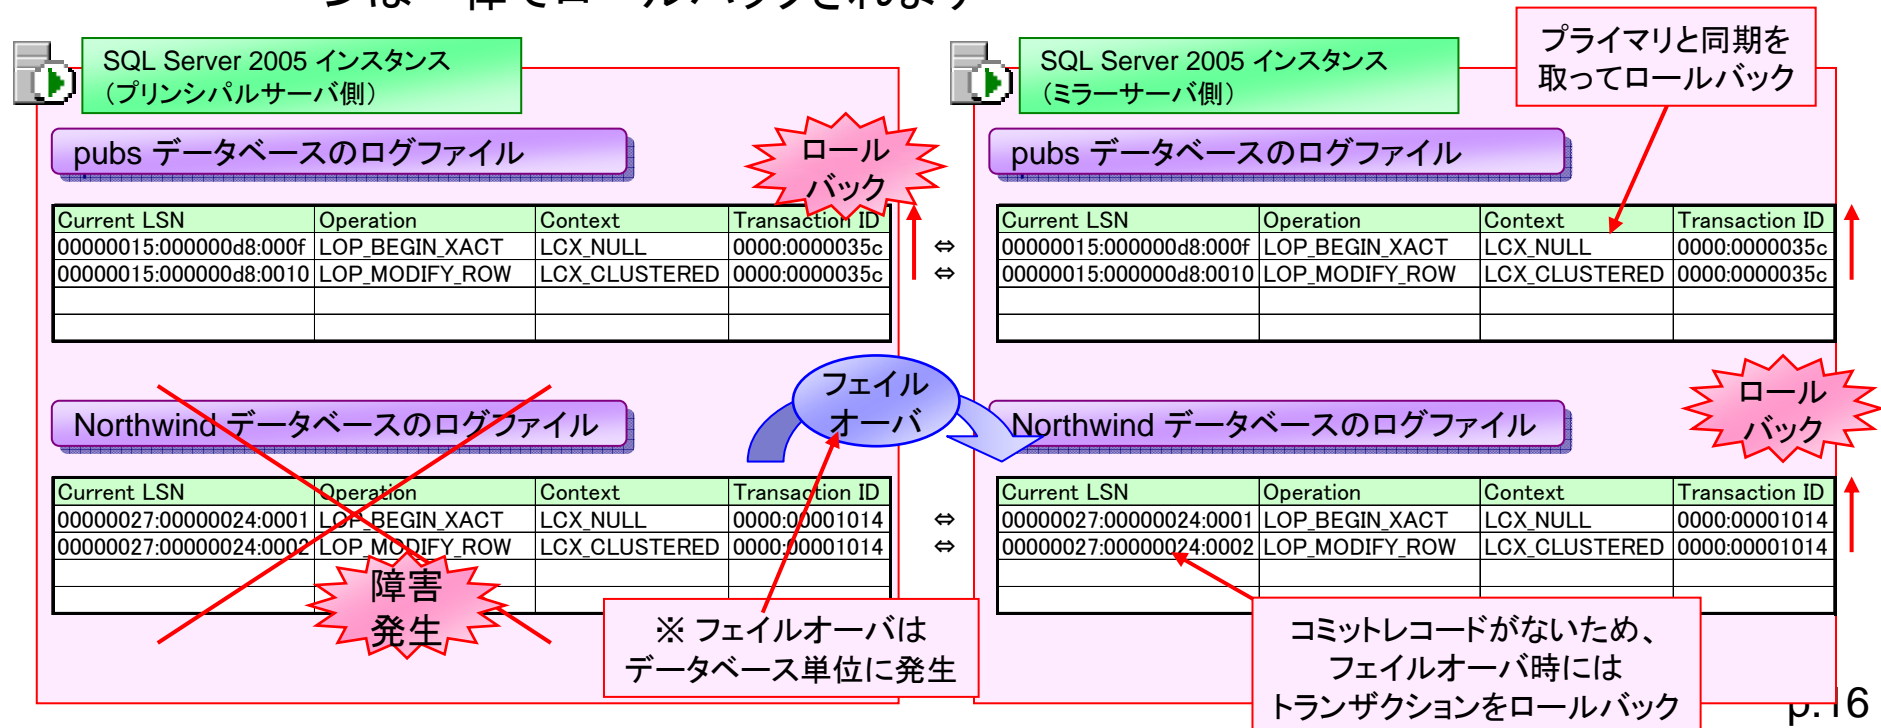 SQL Server 2005 インスタンス
(プリンシパルサーバ側)
pubs データベースのログファイル
ロール
バック
Current LSN Operation Context Transaction ID
00000015:000000d8:000f LOP_BEGIN_XACT LCX_NULL 0000:0000035c ⇔
00000015:000000d8:0010 LOP_MODIFY_ROW LCX_CLUSTERED 0000:0000035c ⇔
Northwind データベースのログファイル
フェイル
オーバ
Current LSN Operation Context Transaction ID
00000027:00000024:0001 LOP_BEGIN_XACT LCX_NULL 0000:00001014 ⇔
00000027:00000024:0002 LOP_MODIFY_ROW LCX_CLUSTERED 0000:00001014 ⇔
障害
発生
※ フェイルオーバは
データベース単位に発生
SQL Server 2005 インスタンス
(ミラーサーバ側)
プライマリと同期を
取ってロールバック
pubs データベースのログファイル
Current LSN Operation Context Transaction ID
00000015:000000d8:000f LOP_BEGIN_XACT LCX_NULL 0000:0000035c
00000015:000000d8:0010 LOP_MODIFY_ROW LCX_CLUSTERED 0000:0000035c
Northwind データベースのログファイル
ロール
バック
Current LSN Operation Context Transaction ID
00000027:00000024:0001 LOP_BEGIN_XACT LCX_NULL 0000:00001014
00000027:00000024:0002 LOP_MODIFY_ROW LCX_CLUSTERED 0000:00001014
コミットレコードがないため、
フェイルオーバ時には
トランザクションをロールバック
p.16